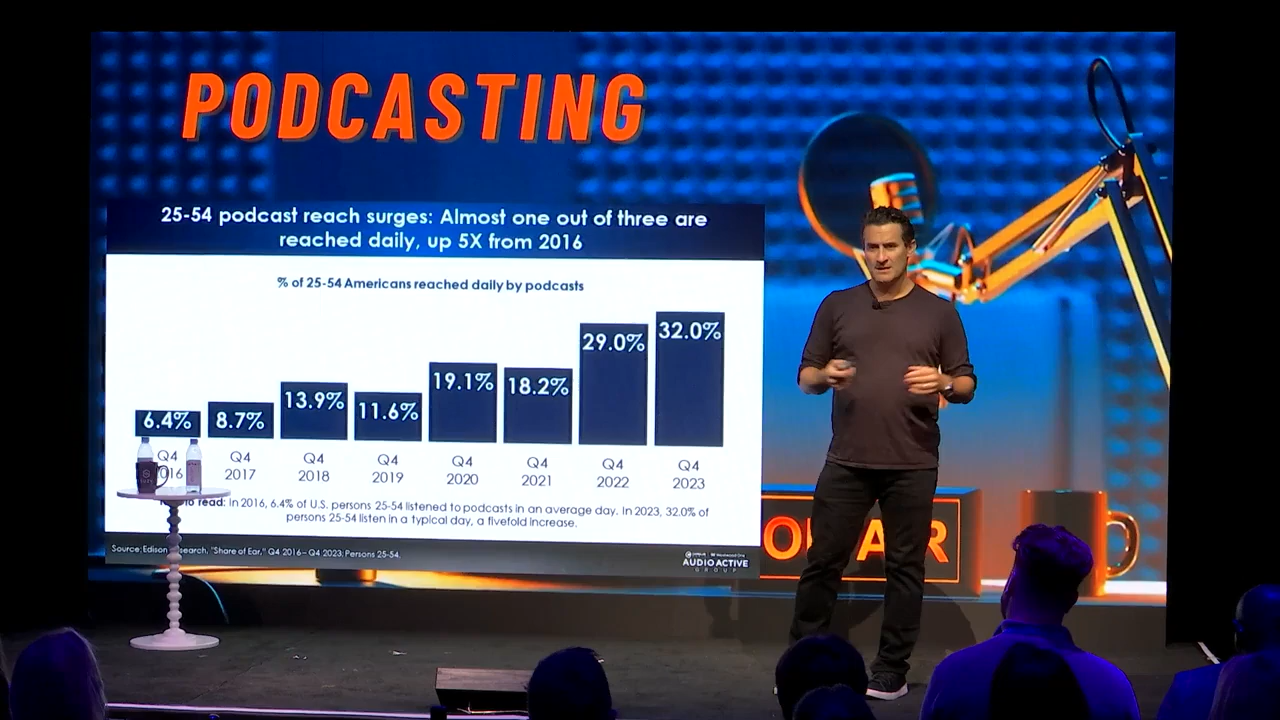 PODCASTING
25-54 podcast reach surges: Almost one out of three are
reached daily, up 5X from 2016
% of 25-54 Americans reached daily by podcasts
6.4% 8.7% 13.9% 11.6% 19.1% 18.2% 29.0% 32.0%
Q4 Q4 Q4 Q4 Q4 Q4 Q4 Q4
016 2017 2018 2019 2020 2021 2022 2023
read: In 2016, 6.4% of U.S. persons 25-54 listened to podcasts in an average day. In 2023, 32.0% of
persons 25-54 listen in a typical day, a fivefold increase.
Source: Edison search, "Share of Ear," Q4 2016– Q4 2023; Persons 25-54.
AUDIO ACTIVE
GROUP